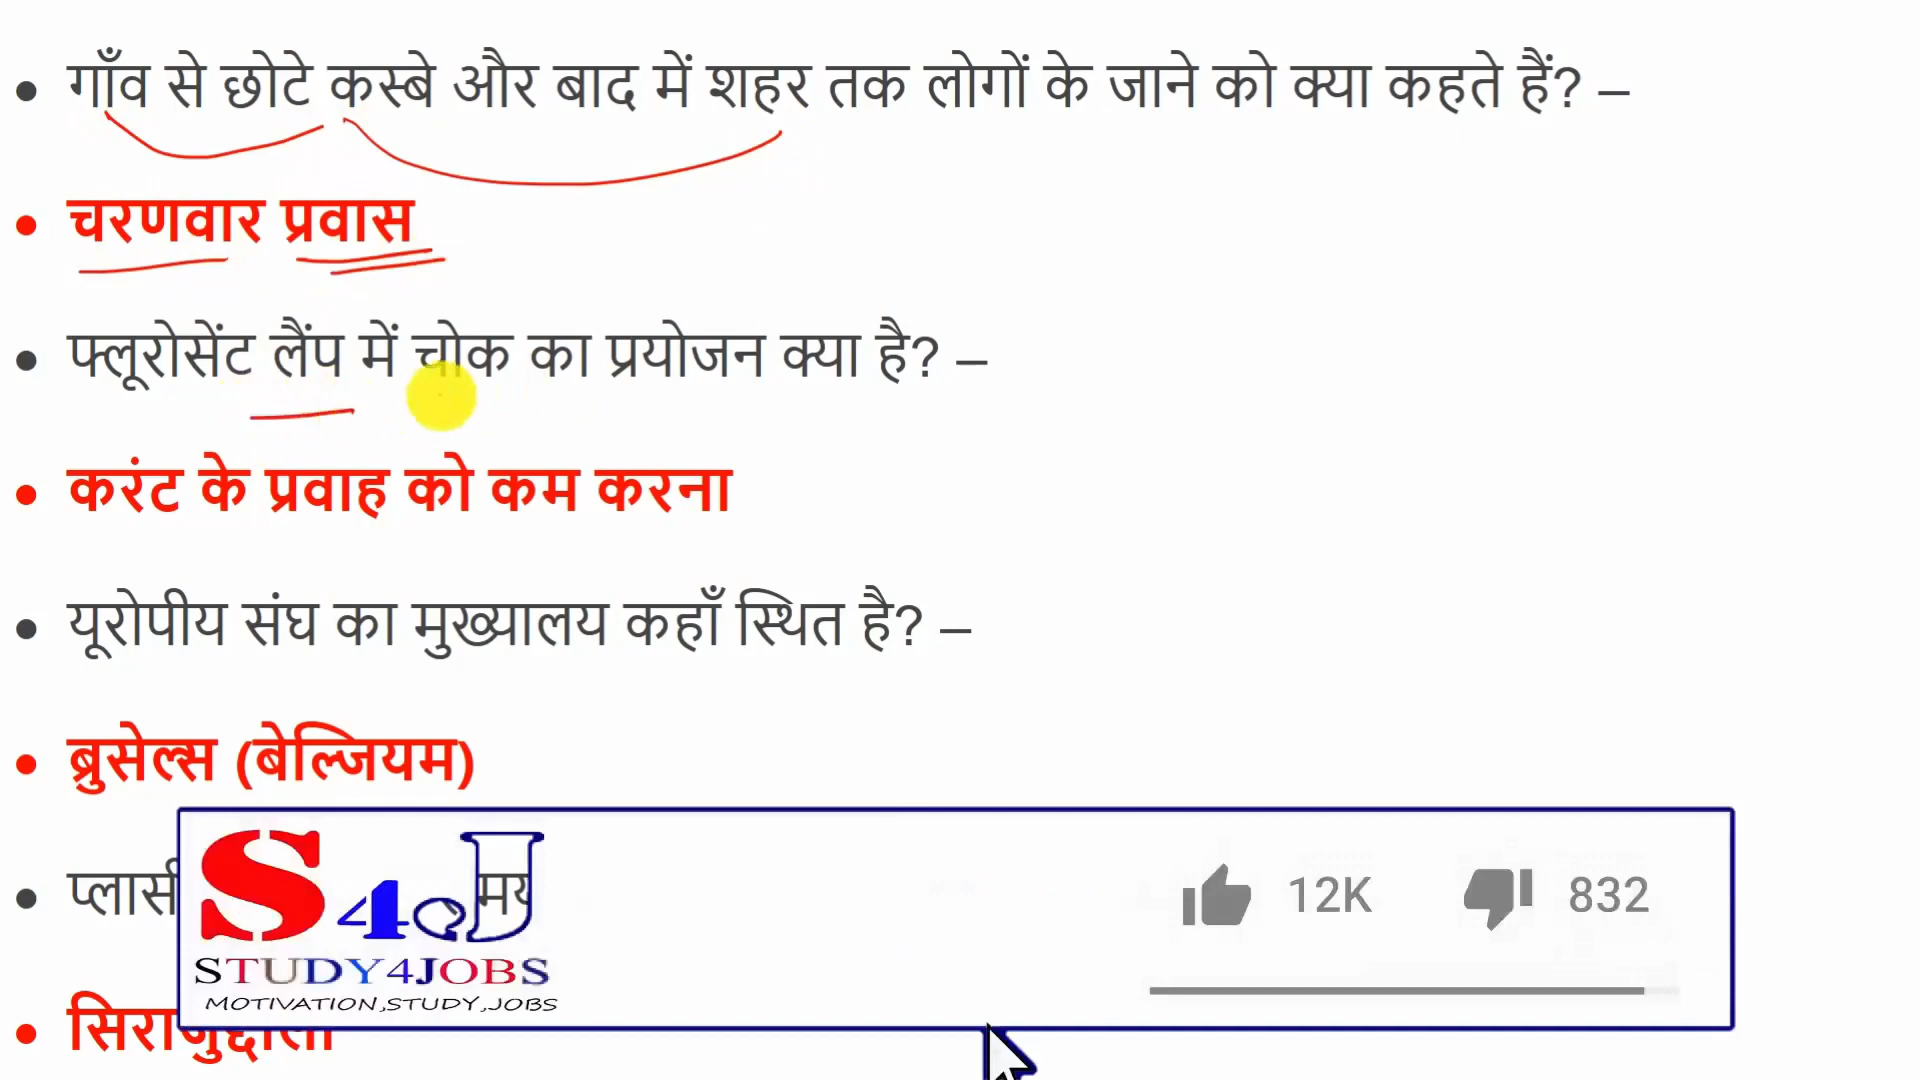 गाँव से छोटे कस्बे और बाद में शहर तक लोगों के जाने को क्या कहते हैं? –
चरणवार प्रवास
फ्लूरोसेंट लैंप में चोक का प्रयोजन क्या है? –
करंट के प्रवाह को कम करना
यूरोपीय संघ का मुख्यालय कहाँ स्थित है? –
ब्रुसेल्स (बेल्जियम)
S4J
STUDY4JOBS
MOTIVATION,STUDY,JOBS
12K 832
सिराजुद्दौला